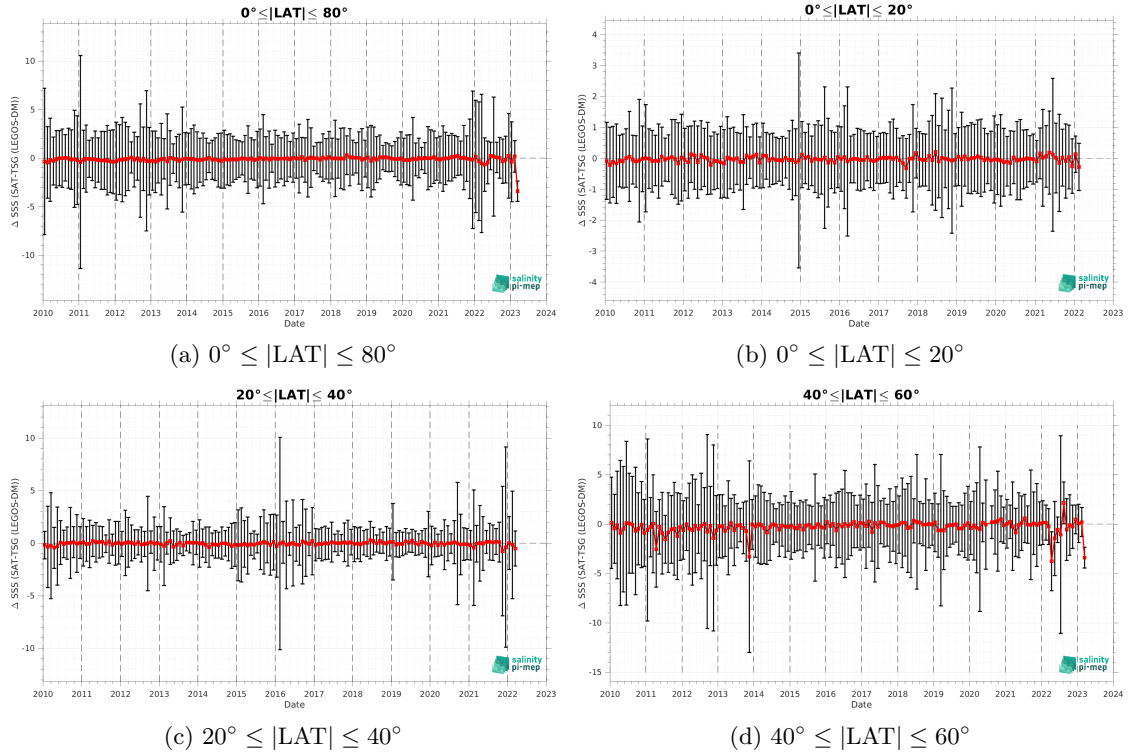 0°≤|LAT|≤ 80°
Δ SSS (SAT-TSG (LEGOS-DM))
10
5
0
-5
-10
2010 2011 2012 2013 2014 2015 2016 2017 2018 2019 2020 2021 2022 2023 2024
Date
salinity
pi-mep
(a) 0° ≤ |LAT| ≤ 80°
0°≤|LAT|≤ 20°
Δ SSS (SAT-TSG (LEGOS-DM))
4
3
2
1
0
-1
-2
-3
-4
2010 2011 2012 2013 2014 2015 2016 2017 2018 2019 2020 2021 2022 2023
Date
salinity
pi-mep
(b) 0° ≤ |LAT| ≤ 20°
20°≤|LAT|≤ 40°
Δ SSS (SAT-TSG (LEGOS-DM))
10
5
0
-5
-10
2010 2011 2012 2013 2014 2015 2016 2017 2018 2019 2020 2021 2022 2023
Date
salinity
pi-mep
(c) 20° ≤ |LAT| ≤ 40°
40°≤|LAT|≤ 60°
Δ SSS (SAT-TSG (LEGOS-DM))
10
5
0
-5
-10
-15
2010 2011 2012 2013 2014 2015 2016 2017 2018 2019 2020 2021 2022 2023 2024
Date
salinity
pi-mep
(d) 40° ≤ |LAT| ≤ 60°